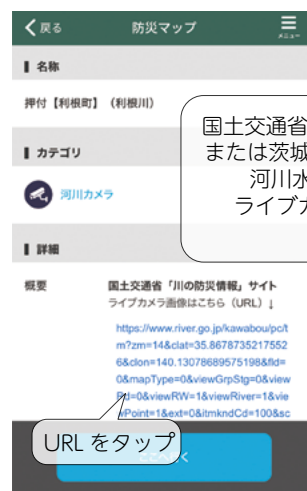 戻る
防災マップ
メニュー
名称
押付【利根町】（利根川）
国土交通省
または茨城
河川水
ライブカ
カテゴリ
河川カメラ
詳細
概要
国土交通省「川の防災情報」サイト
ライブカメラ画像はこちら（URL）↓
https://www.river.go.jp/kawabou/pc/t
m?zm=14&clat=35.8678735217552
6&clon=140.13078689575198&fld=
0&mapType=0&viewGrpStg=0&view
Rd=0&viewRW=1&viewRiver=1&vie
wPoint=1&ext=0&itmkndCd=100&sc
URL をタップ
く